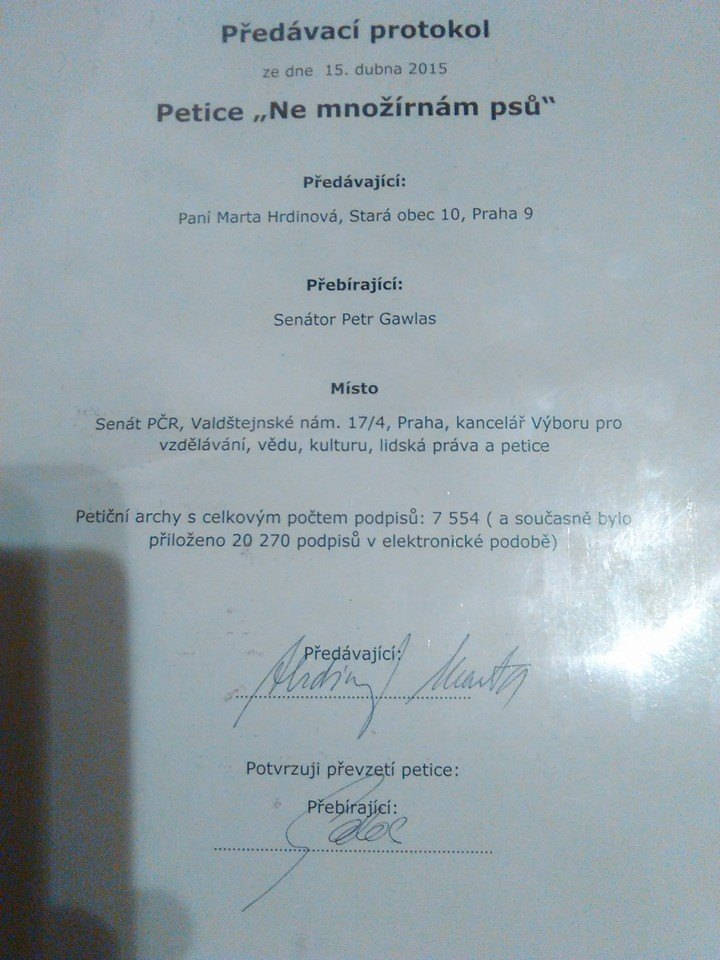 Předávací protokol
ze dne 15. dubna 2015
Petice „Ne množírnám psů“
Předávající:
Paní Marta Hrdinová, Stará obec 10, Praha 9
Přebírající:
Senátor Petr Gawlas
Místo
Senát PČR, Valdštejnské nám. 17/4, Praha, kancelář Výboru pro
vzdělávání, vědu, kulturu, lidská práva a petice
Petiční archy s celkovým počtem podpisů: 7 554 ( a současně bylo
přiloženo 20 270 podpisů v elektronické podobě)
Předávající:
Marta
Potvrzuji převzetí petice:
Přebírající: